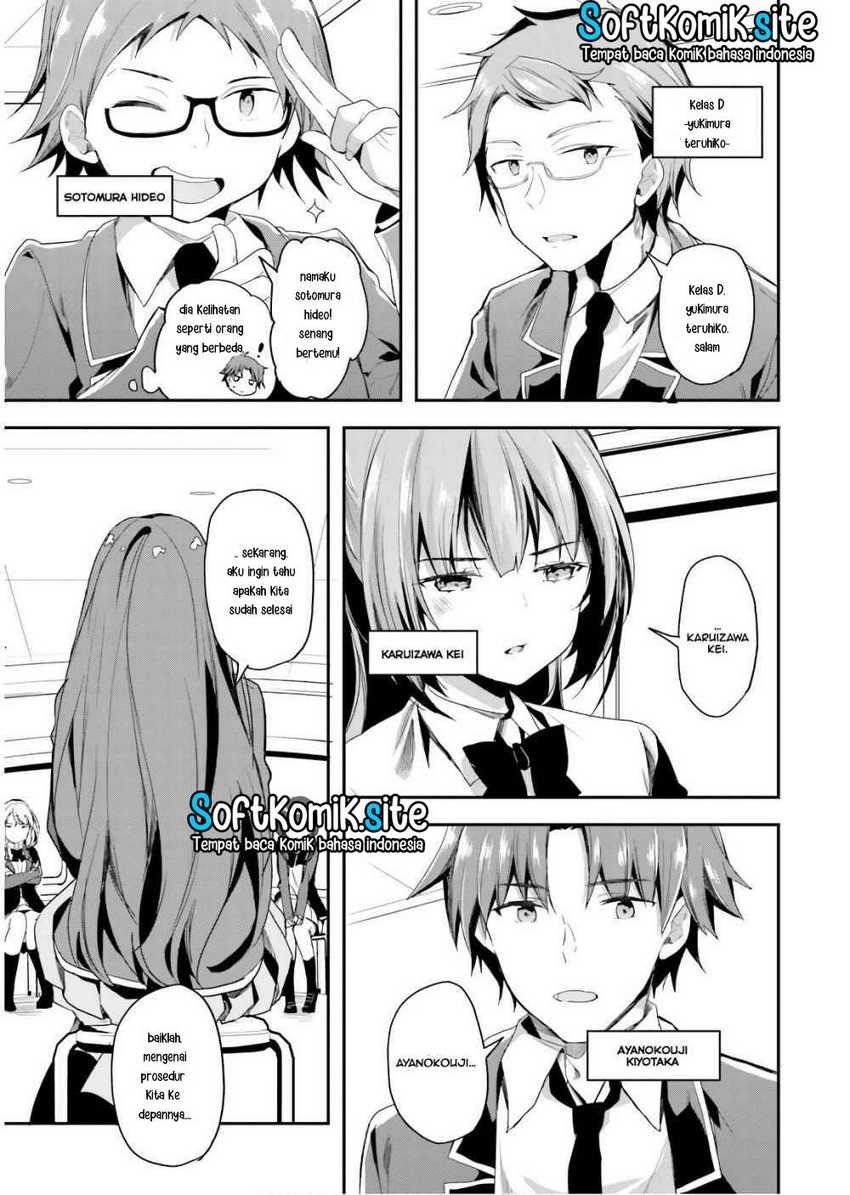 SoftKomik.site
Tempat baca Komik bahasa indonesia
Kelas D
-yukimura
teruhiko-
Kelas D.
yukimura
teruhiko.
salam
SOTOMURA HIDEO
namaku
sotomura
hideo!
senang
bertemu!
dia Kelihatan
seperti orang
yang berbeda
...
KARUIZAWA
KEI.
KARUIZAWA KEI
.. sekarang,
aku ingin tahu
apakah Kita
sudah selesai
SoftKomik.site
Tempat baca Komik bahasa indonesia
AYANOKOUJI...
AYANOKOUJI
KIYOTAKA
baiklah,
mengenai
prosedur
Kita Ke
depannya...